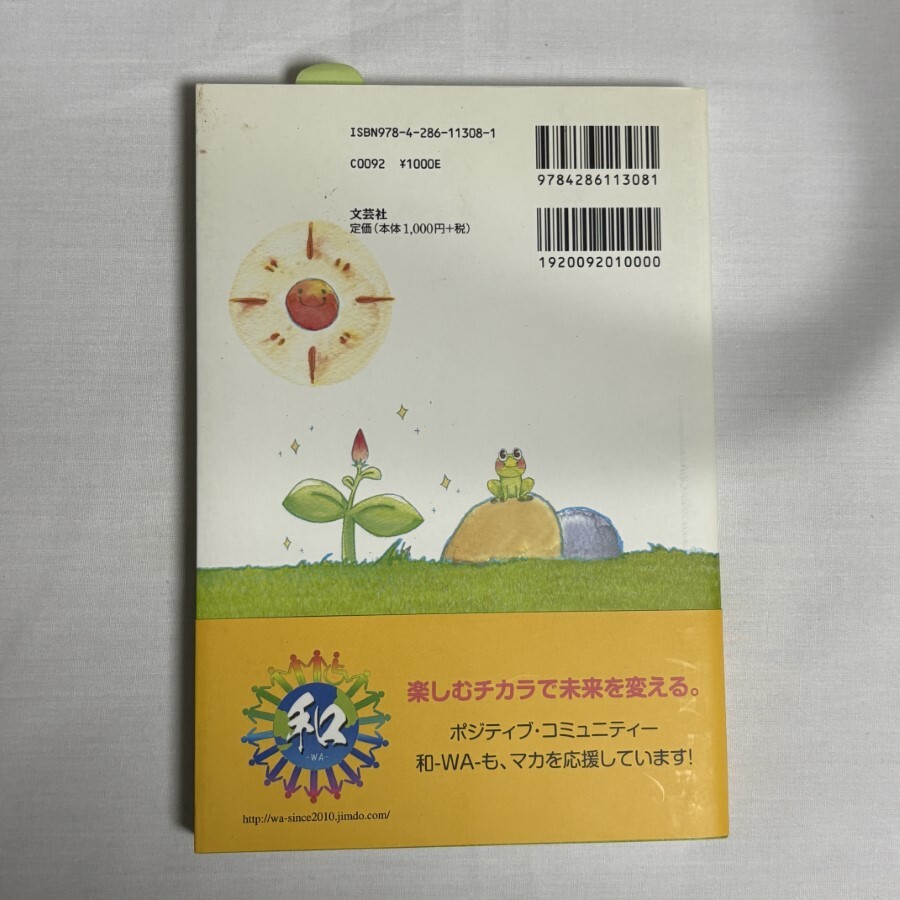 ISBN978-4-286-11308-1
C0092 ¥1000E
9784286113081
文芸社
定価(本体1,000円+税)
1920092010000
和
-WA-
楽しむチカラで未来を変える。
ポジティブ・コミュニティー
和-WA-も、マカを応援しています!
http://wa-since2010.jimdo.com/